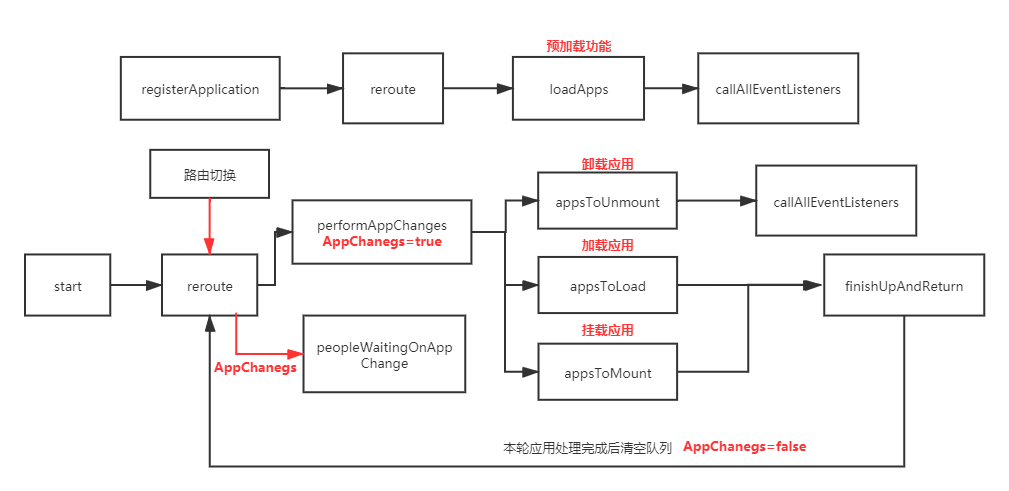 预加载功能
registerApplication
reroute
loadApps
callAllEventListeners
路由切换
卸载应用
appsToUnmount
callAllEventListeners
performAppChanges
AppChanegs=true
加载应用
start
reroute
appsToLoad
finishUpAndReturn
挂载应用
peopleWaitingOnApp
Change
AppChanegs
appsToMount
本轮应用处理完成后清空队列 AppChanegs=false